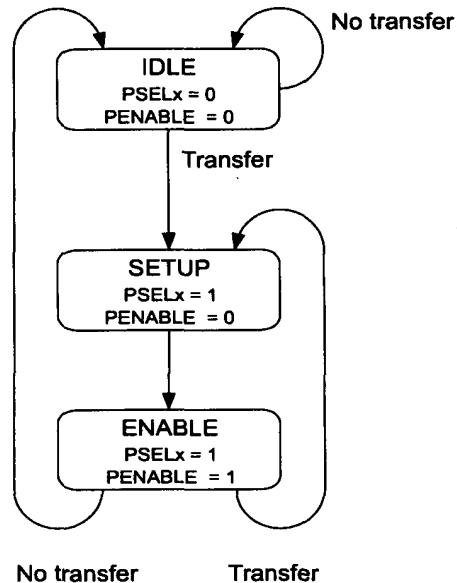 No transfer
IDLE
PSELx = 0
PENABLE = 0
Transfer
SETUP
PSELx = 1
PENABLE = 0
ENABLE
PSELx = 1
PENABLE = 1
No transfer
Transfer